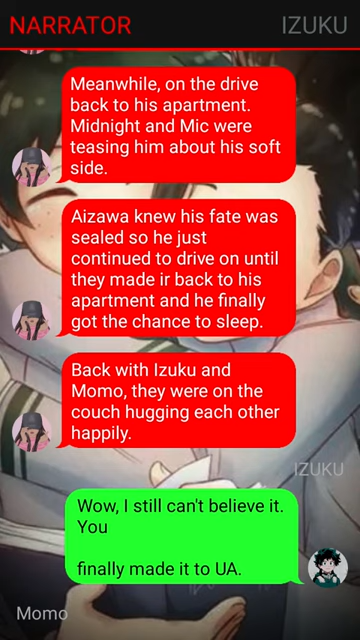 NARRATOR IZUKU
Meanwhile, on the drive
back to his apartment.
Midnight and Mic were
teasing him about his soft
side.
Aizawa knew his fate was
sealed so he just
continued to drive on until
they made ir back to his
apartment and he finally
got the chance to sleep.
Back with Izuku and
Momo, they were on the
couch hugging each other
happily.
IZUKU
Wow, I still can't believe it.
You
finally made it to UA.
Momo